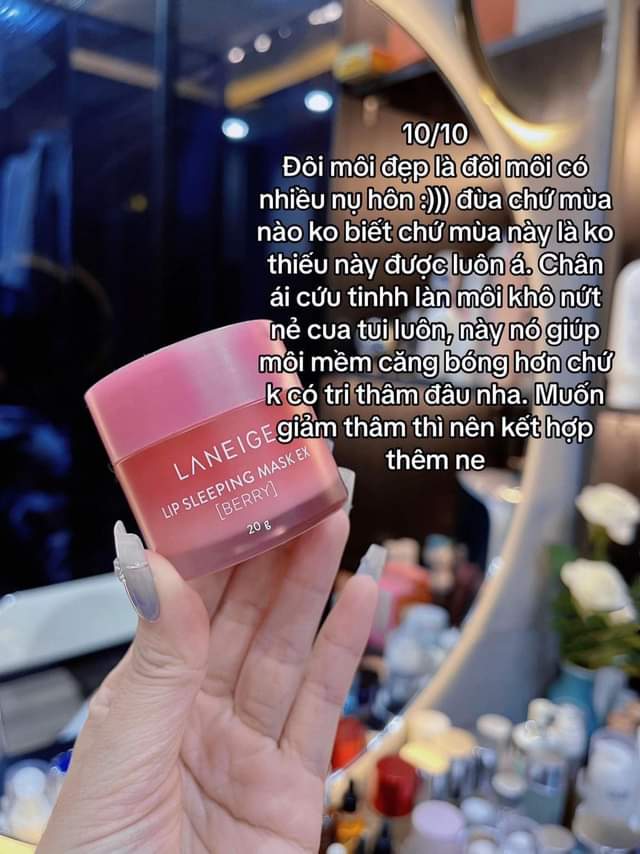 10/10
Đôi môi đẹp là đôi môi có
nhiều nụ hôn :))) đùa chứ mùa
nào ko biết chứ mùa này là ko
thiếu này được luôn á. Chân
ái cứu tinhh làn môi khô nứt
nẻ cua tui luôn, này nó giúp
môi mềm căng bóng hơn chứ
k có trị thâm đâu nha. Muốn
giảm thâm thì nên kết hợp
thêm ne
LANEIGE
LIP SLEEPING MASK EX
[BERRY]
20 g